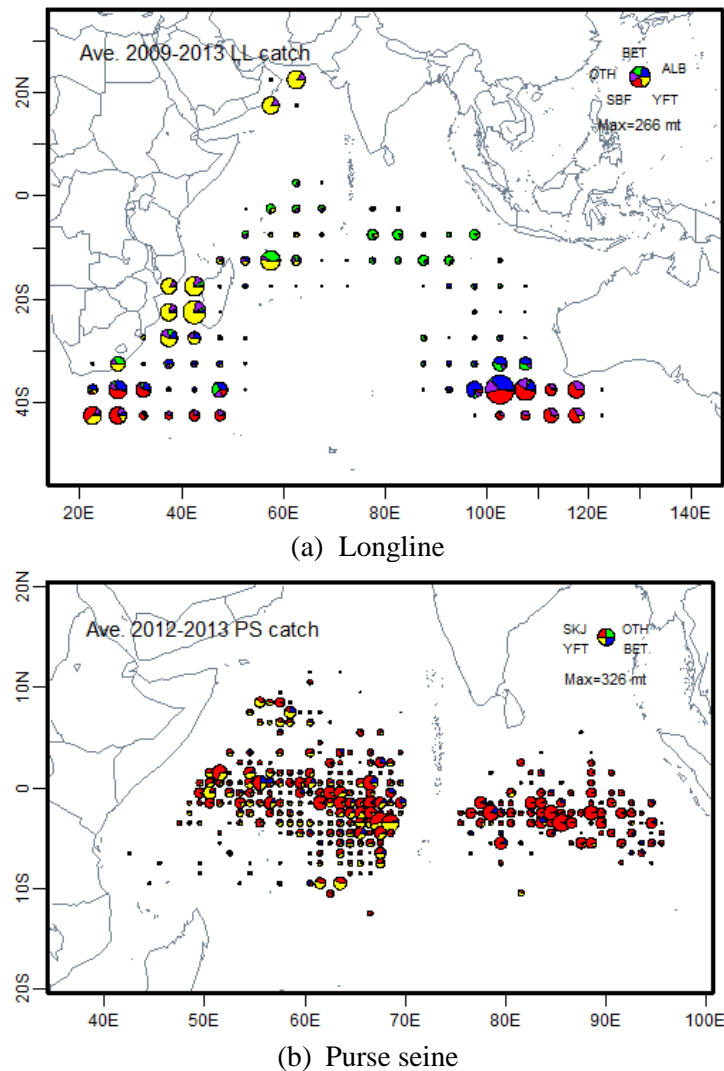 Ave. 2009-2013 LL catch
BET
OTH ALB
SBF YFT
Max=266 mt
20N
0
20S
40S
20E 40E 60E 80E 100E 120E 140E
(a) Longline
20N
Ave. 2012-2013 PS catch
SKJ OTH
YFT BET.
Max=326 mt
10N
0
10S
20S
40E 50E 60E 70E 80E 90E 100E
(b) Purse seine